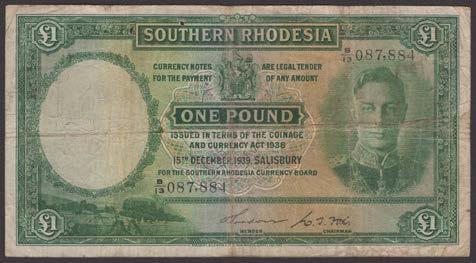 £1 SOUTHERN RHODESIA £1
CURRENCY NOTES ARE LEGAL TENDER
FOR THE PAYMENT OF ANY AMOUNT
B/13 087,884
ONE POUND
ISSUED IN TERMS OF THE COINAGE
AND CURRENCY ACT 1938
15TH DECEMBER, 1939, SALISBURY
FOR THE SOUTHERN RHODESIA CURRENCY BOARD
B/13 087,884
MEMBER CHAIRMAN
£1 £1